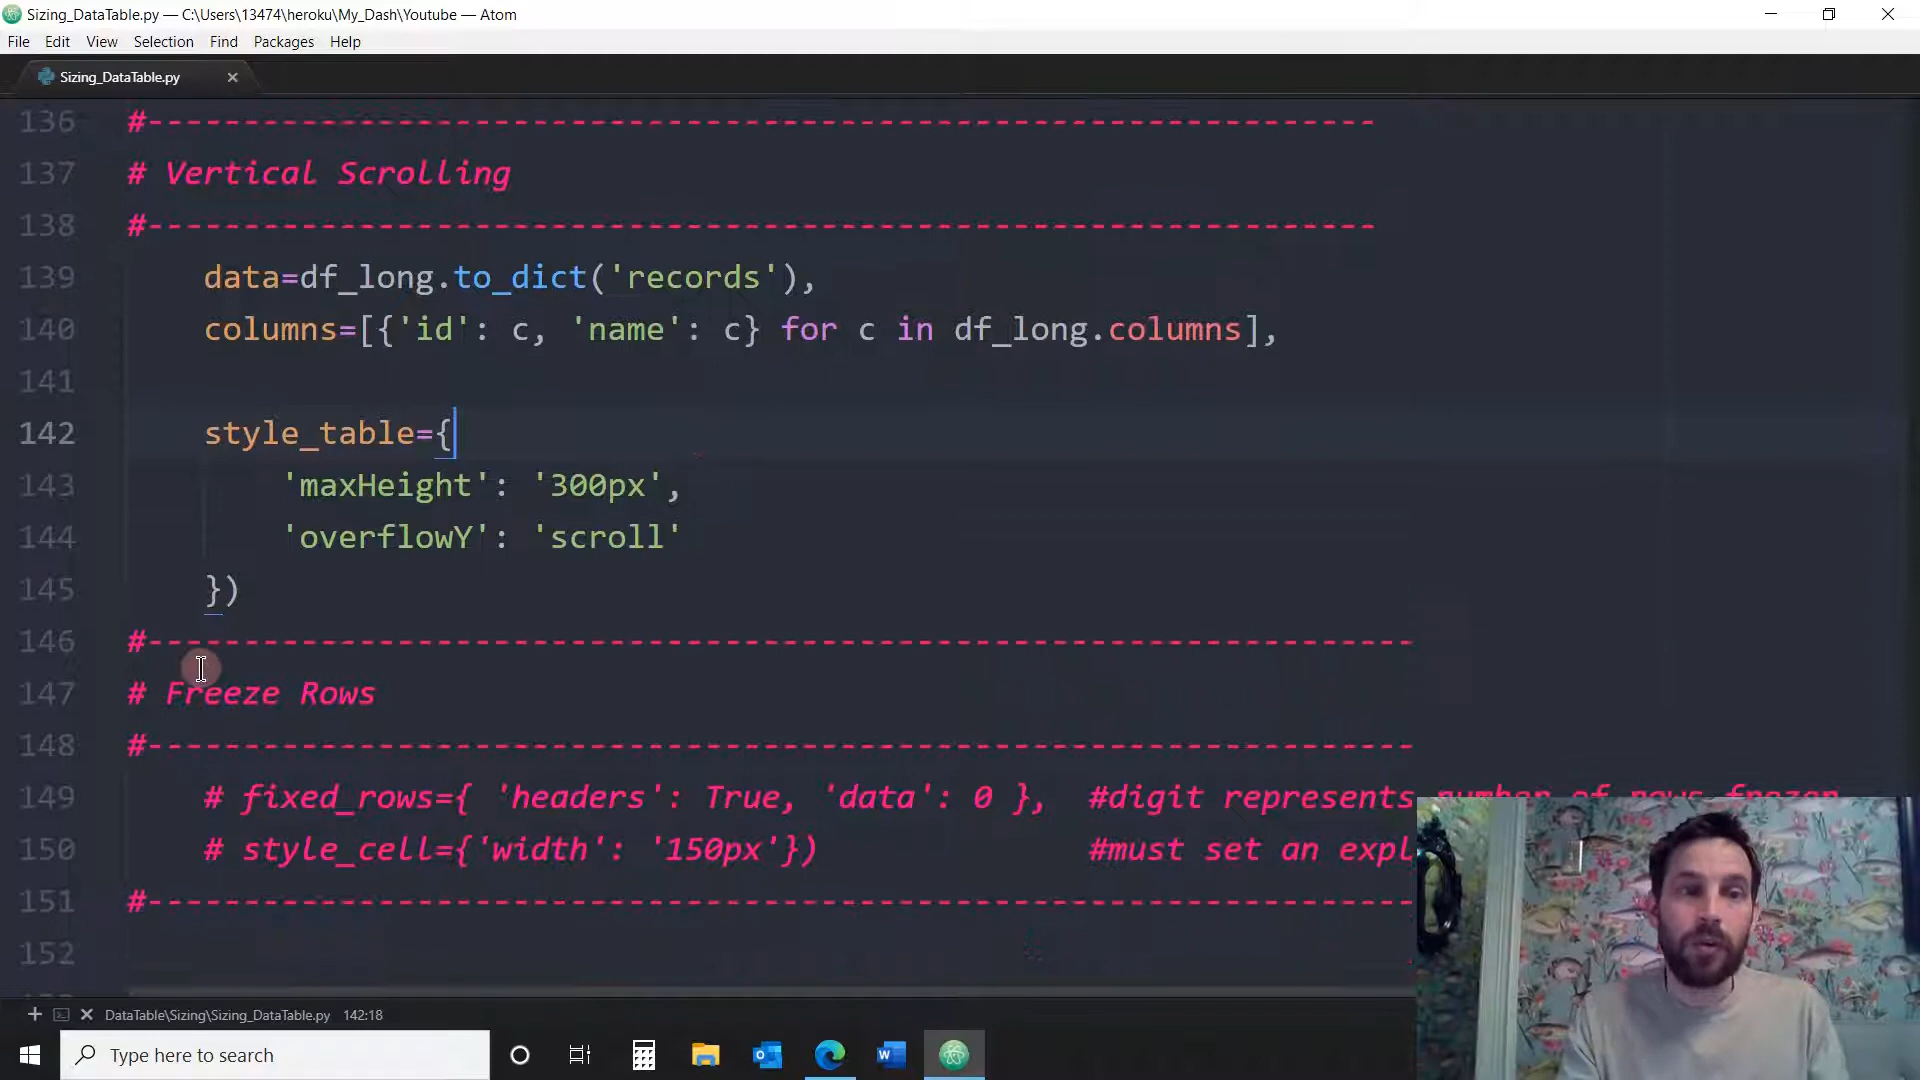 Sizing_DataTable.py — C:\Users\13474\heroku\My_Dash\Youtube — Atom
File Edit View Selection Find Packages Help
Sizing_DataTable.py
136 #----------------------------------------------------------------
137 # Vertical Scrolling
138 #----------------------------------------------------------------
139 data=df_long.to_dict('records'),
140 columns=[{'id': c, 'name': c} for c in df_long.columns],
141
142 style_table={
143 'maxHeight': '300px',
144 'overflowY': 'scroll'
145 })
146 #------------------------------------------------------------------
147 # Freeze Rows
148 #------------------------------------------------------------------
149 # fixed_rows={ 'headers': True, 'data': 0 }, #digit represents number of rows frozen
150 # style_cell={'width': '150px'}) #must set an expl
151 #------------------------------------------------------------------
152
DataTable\Sizing\Sizing_DataTable.py 142:18
Type here to search